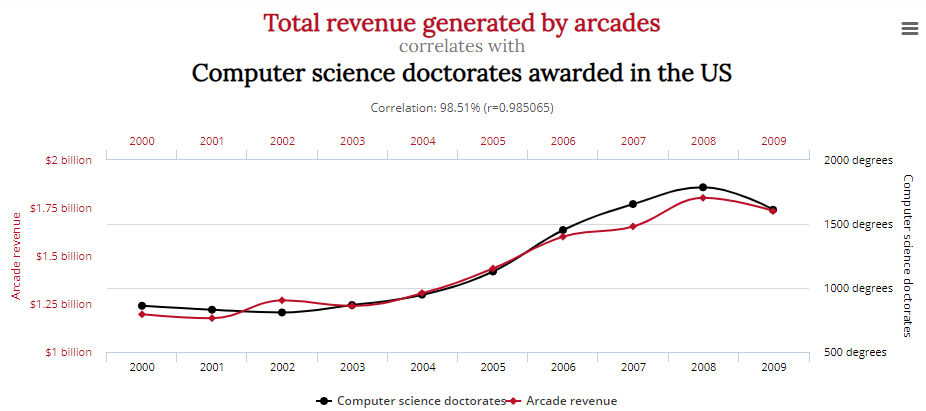 Total revenue generated by arcades
correlates with
Computer science doctorates awarded in the US
Correlation: 98.51% (r=0.985065)
2000 2001 2002 2003 2004 2005 2006 2007 2008 2009
$2 billion 2000 degrees
$1.75 billion
1500 degrees
$1.5 billion
$1.25 billion
1000 degrees
$1 billion 500 degrees
Arcade revenue
Computer science doctorates
2000 2001 2002 2003 2004 2005 2006 2007 2008 2009
Computer science doctorates Arcade revenue